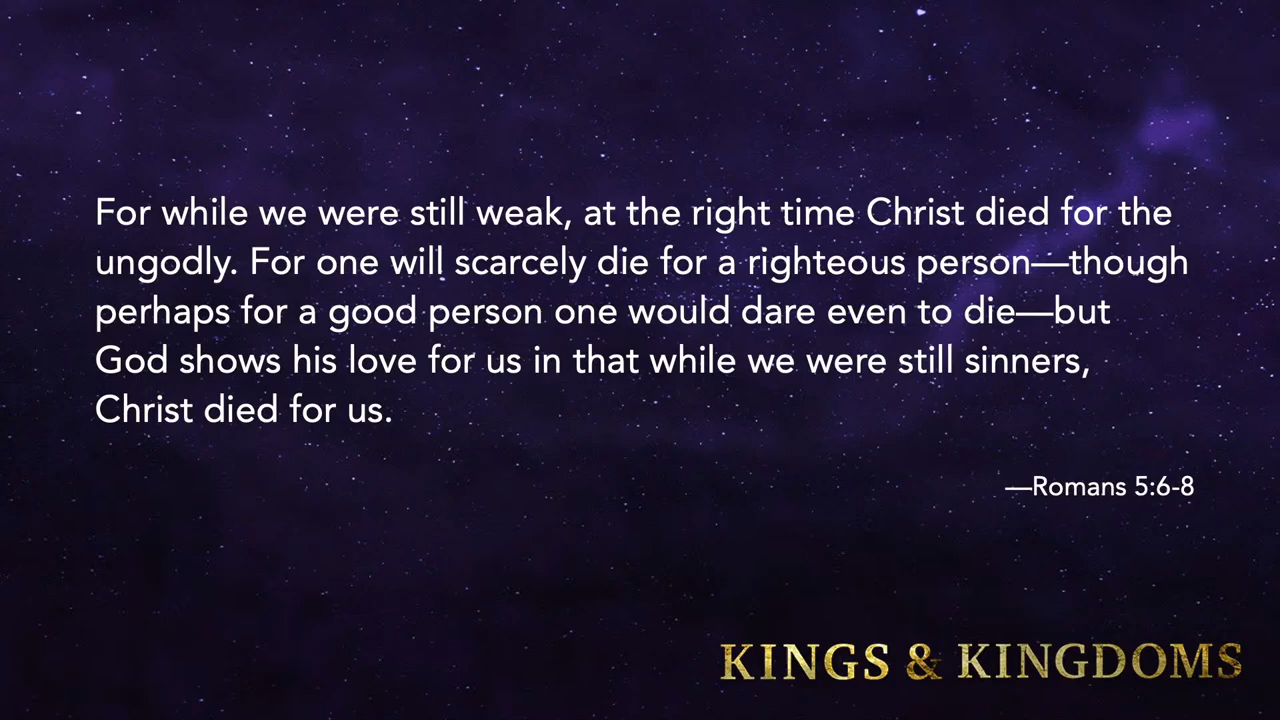 For while we were still weak, at the right time Christ died for the
ungodly. For one will scarcely die for a righteous person—though
perhaps for a good person one would dare even to die—but
God shows his love for us in that while we were still sinners,
Christ died for us.
—Romans 5:6-8
KINGS & KINGDOMS